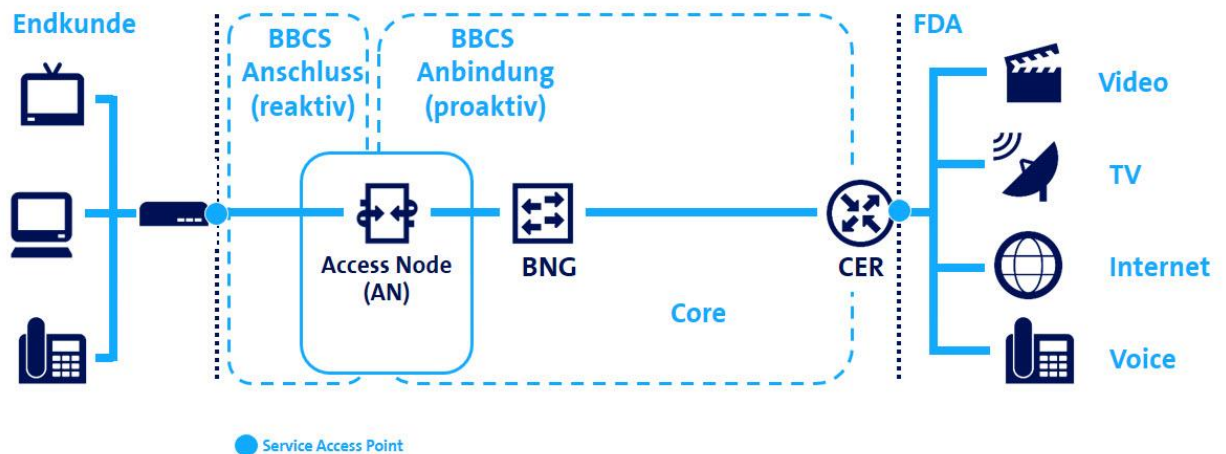 Endkunde
BBCS
Anschluss
(reaktiv)
BBCS
Anbindung
(proaktiv)
FDA
Video
TV
Access Node
(AN)
BNG
CER
Internet
Core
Voice
Service Access Point